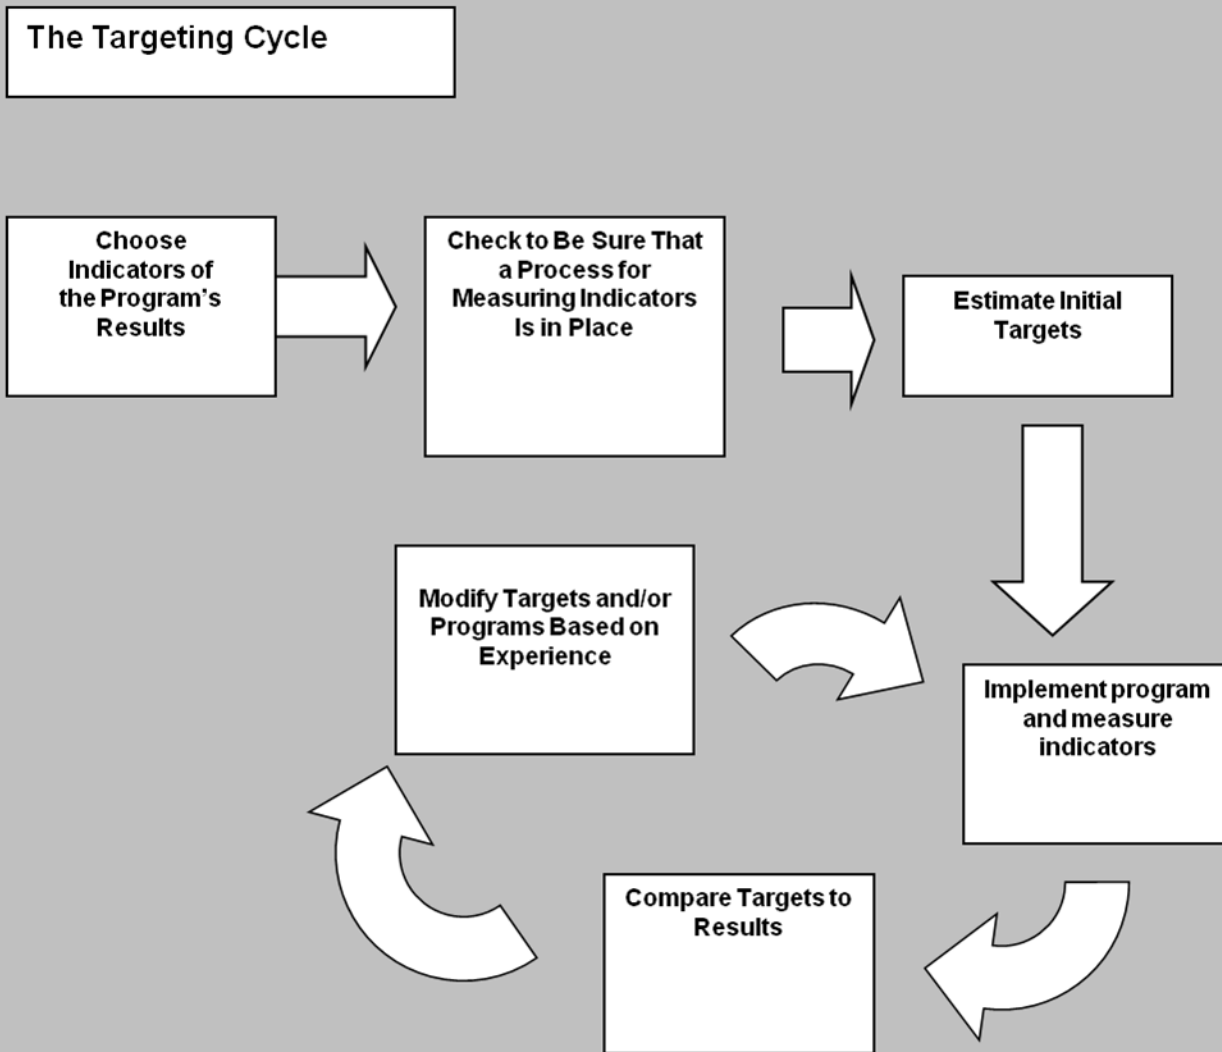 The Targeting Cycle
Choose
Indicators of
the Program's
Results
Check to Be Sure That
a Process for
Measuring Indicators
Is in Place
Estimate Initial
Targets
Modify Targets and/or
Programs Based on
Experience
Implement program
and measure
indicators
Compare Targets to
Results